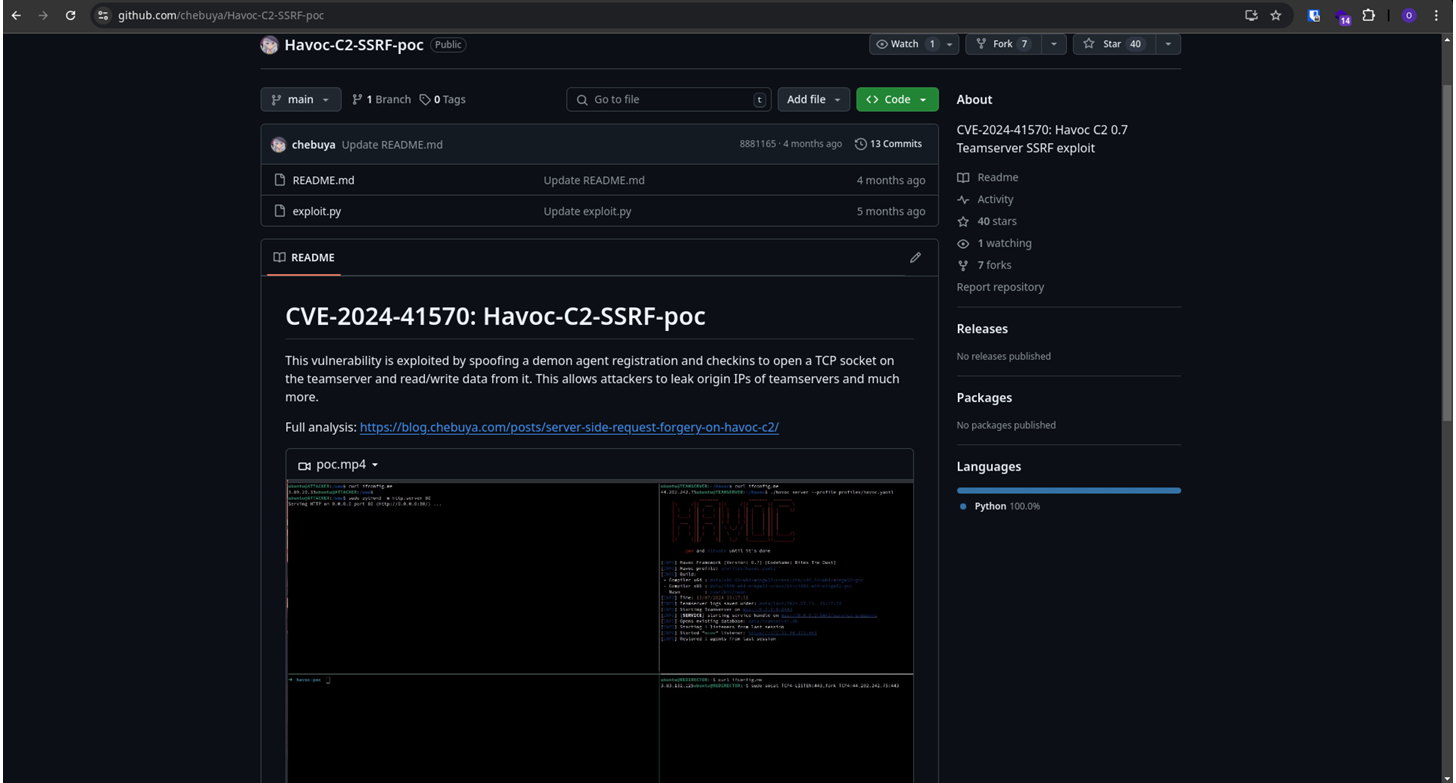 github.com/chebuya/Havoc-C2-SSRF-poc
14
O
Havoc-C2-SSRF-poc Public
Watch 1
Fork 7
Star 40
main
1 Branch
0 Tags
Go to file
t
Add file
Code
chebuya Update README.md
8881165 · 4 months ago
13 Commits
README.md Update README.md 4 months ago
exploit.py Update exploit.py 5 months ago
README
CVE-2024-41570: Havoc-C2-SSRF-poc
This vulnerability is exploited by spoofing a demon agent registration and checkins to open a TCP socket on
the teamserver and read/write data from it. This allows attackers to leak origin IPs of teamservers and much
more.
Full analysis: https://blog.chebuya.com/posts/server-side-request-forgery-on-havoc-c2/
poc.mp4
HAVOC
and until it's done
About
CVE-2024-41570: Havoc C2 0.7
Teamserver SSRF exploit
Readme
Activity
40 stars
1 watching
7 forks
Report repository
Releases
No releases published
Packages
No packages published
Languages
Python 100.0%